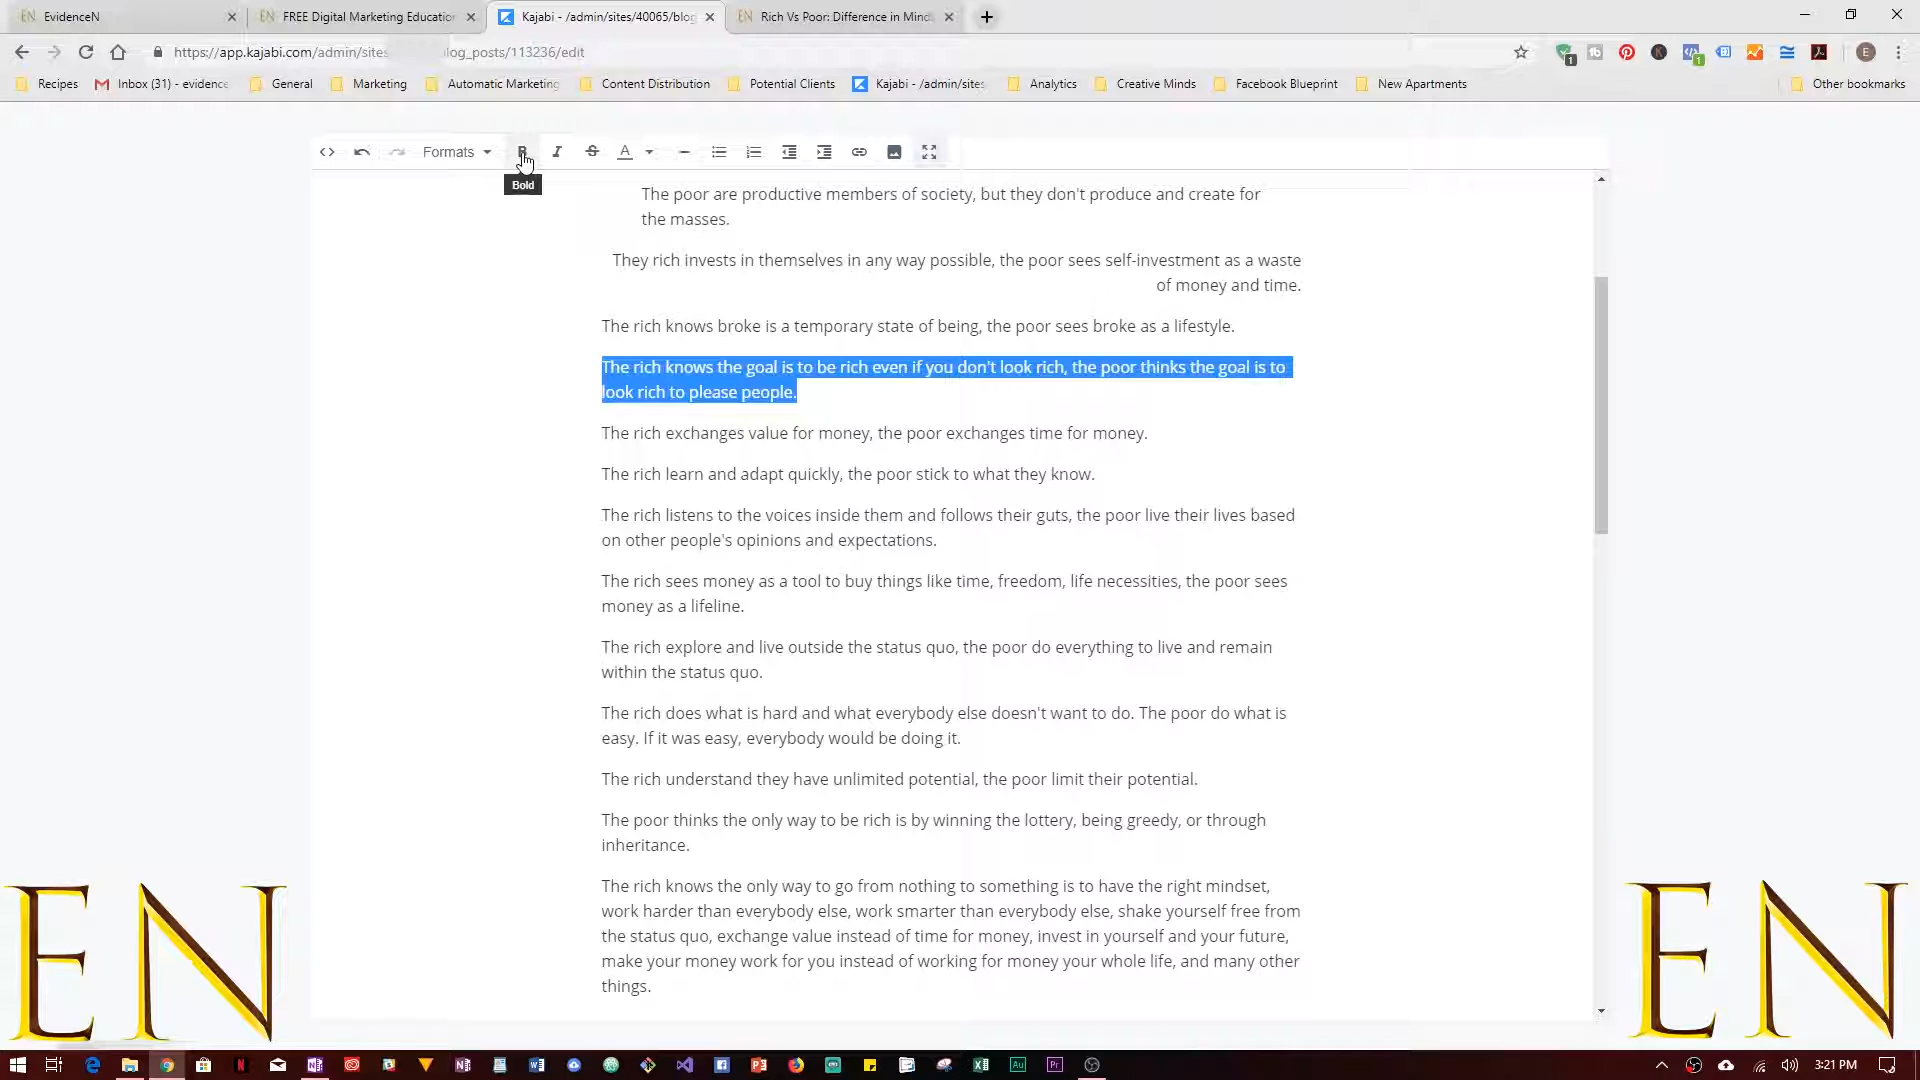 EvidenceN
FREE Digital Marketing Education
Kajabi - /admin/sites/40065/blog
Rich Vs Poor: Difference in Mind
https://app.kajabi.com/admin/sites log_posts/113236/edit
Recipes
Inbox (31) - evidence
General
Marketing
Automatic Marketing
Content Distribution
Potential Clients
Kajabi - /admin/sites
Analytics
Creative Minds
Facebook Blueprint
New Apartments
Other bookmarks
Formats
Bold
The poor are productive members of society, but they don't produce and create for
the masses.
They rich invests in themselves in any way possible, the poor sees self-investment as a waste
of money and time.
The rich knows broke is a temporary state of being, the poor sees broke as a lifestyle.
The rich knows the goal is to be rich even if you don't look rich, the poor thinks the goal is to
look rich to please people.
The rich exchanges value for money, the poor exchanges time for money.
The rich learn and adapt quickly, the poor stick to what they know.
The rich listens to the voices inside them and follows their guts, the poor live their lives based
on other people's opinions and expectations.
The rich sees money as a tool to buy things like time, freedom, life necessities, the poor sees
money as a lifeline.
The rich explore and live outside the status quo, the poor do everything to live and remain
within the status quo.
The rich does what is hard and what everybody else doesn't want to do. The poor do what is
easy. If it was easy, everybody would be doing it.
The rich understand they have unlimited potential, the poor limit their potential.
The poor thinks the only way to be rich is by winning the lottery, being greedy, or through
inheritance.
The rich knows the only way to go from nothing to something is to have the right mindset,
work harder than everybody else, work smarter than everybody else, shake yourself free from
the status quo, exchange value instead of time for money, invest in yourself and your future,
make your money work for you instead of working for money your whole life, and many other
things.
EN
EN
3:21 PM